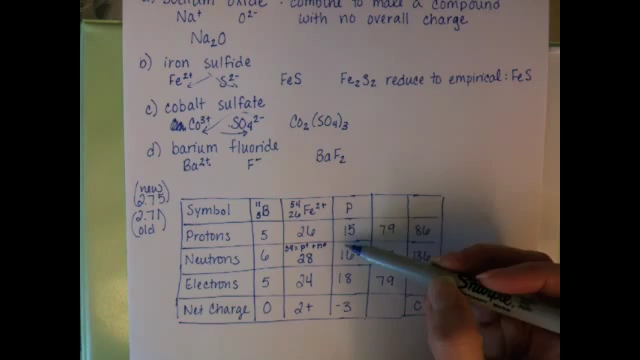 sodium oxide - combine to make a compound
Na⁺ O²⁻ with no overall charge
Na₂O
b) iron sulfide
Fe²⁺ S²⁻ FeS Fe₂S₂ reduce to empirical: FeS
c) cobalt sulfate
Co³⁺ SO₄²⁻ Co₂(SO₄)₃
d) barium fluoride
Ba²⁺ F⁻ BaF₂
(new)
2.75
(2.71)
old
Symbol ¹¹₅B ⁵⁴₂₆Fe²⁺ P
Protons 5 26 15 79 86
54 = p⁺ + n⁰
Neutrons 6 28 16 136
Electrons 5 24 18 79
Net Charge 0 2+ -3 0
Sharpie